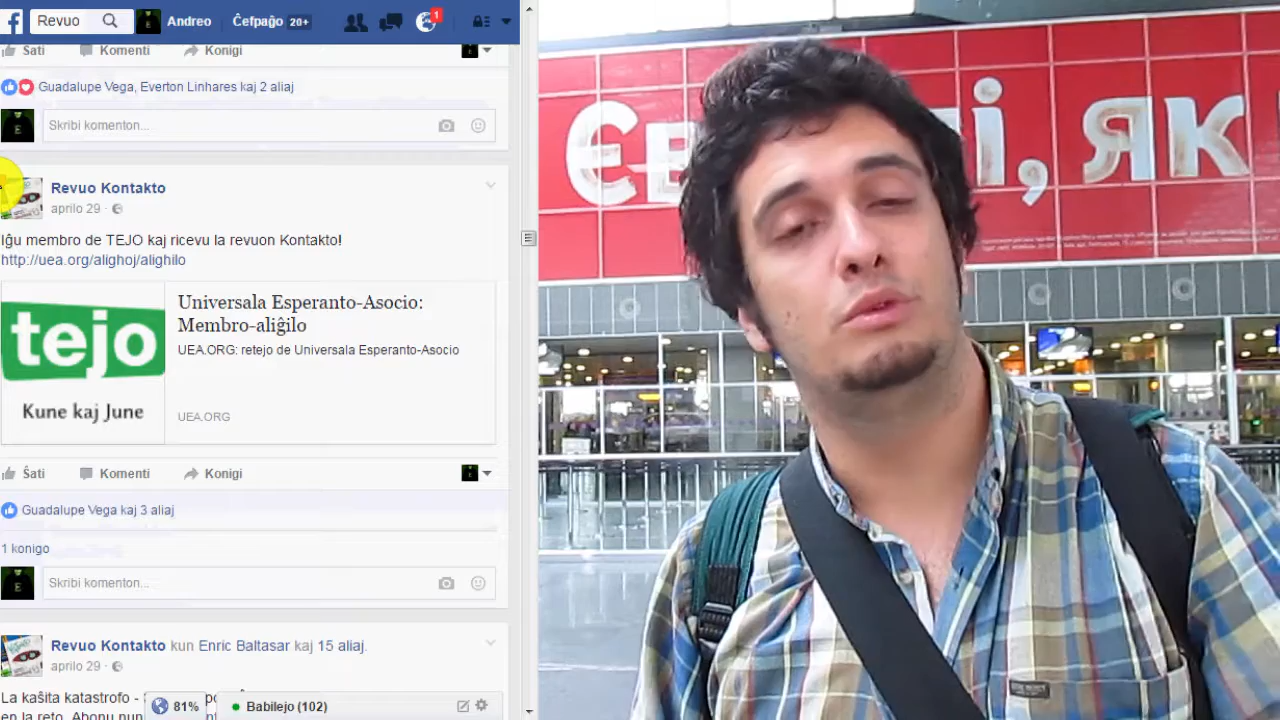 Revuo
Andreo
Ĉefpaĝo 20+
1
Ŝati
Komenti
Konigi
Guadalupe Vega, Everton Linhares kaj 2 aliaj
Skribi komenton...
Revuo Kontakto
aprilo 29
Iĝu membro de TEJO kaj ricevu la revuon Kontakto!
http://uea.org/alighoj/alighilo
tejo
Kune kaj June
Universala Esperanto-Asocio:
Membro-aliĝilo
UEA.ORG: retejo de Universala Esperanto-Asocio
UEA.ORG
Ŝati
Komenti
Konigi
Guadalupe Vega kaj 3 aliaj
1 konigo
Skribi komenton...
Revuo Kontakto kun Enric Baltasar kaj 15 aliaj.
aprilo 29
La kaŝita katastrofo -
en la reto. Abonu nun
81%
Babilejo (102)
, як